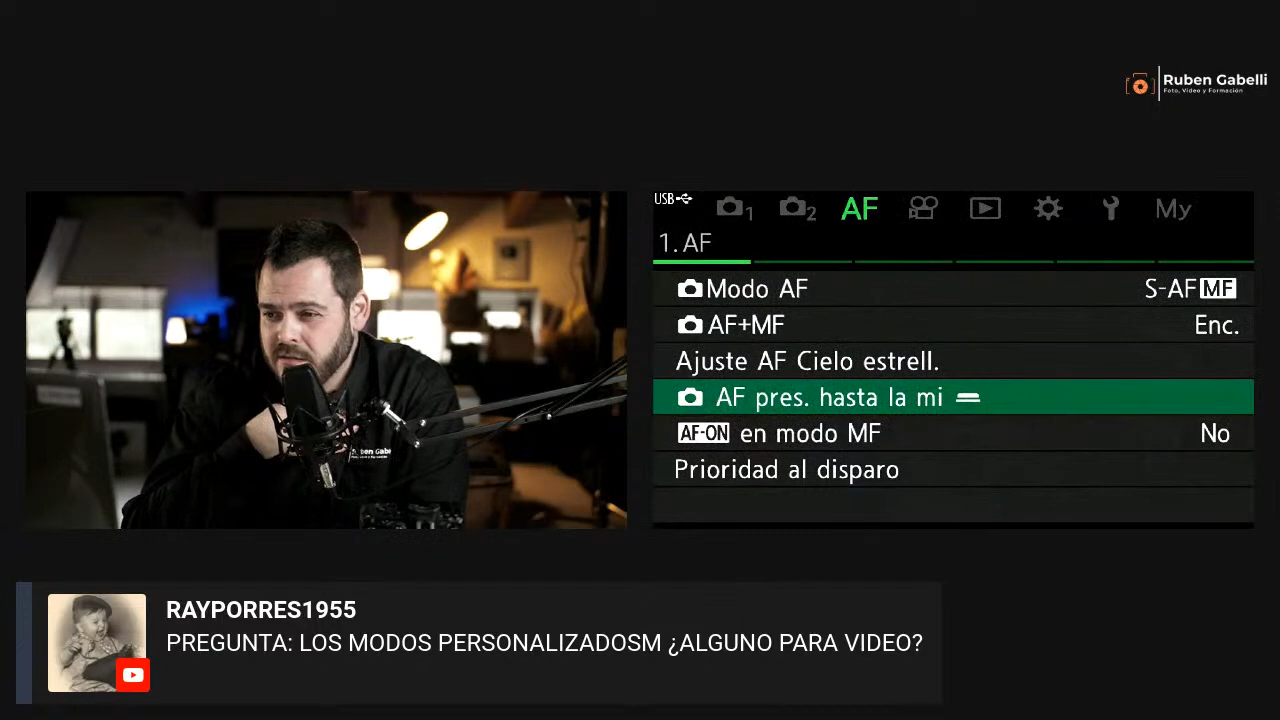 Ruben Gabelli
Foto, Video y Formación
USB
1 2 AF My
1. AF
Modo AF S-AF MF
AF+MF Enc.
Ajuste AF Cielo estrell.
AF pres. hasta la mi
AF-ON en modo MF No
Prioridad al disparo
RAYPORRES1955
PREGUNTA: LOS MODOS PERSONALIZADOSM ¿ALGUNO PARA VIDEO?